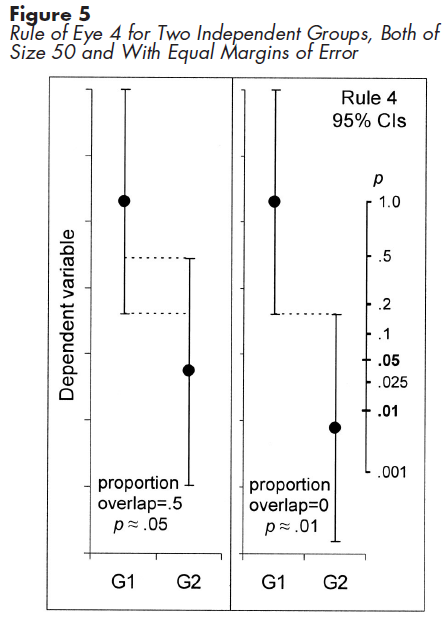 Figure 5
Rule of Eye 4 for Two Independent Groups, Both of
Size 50 and With Equal Margins of Error
Dependent variable
proportion
overlap=.5
p ≈ .05
G1 G2
Rule 4
95% CIs
p
1.0
.5
.2
.1
.05
.025
.01
.001
proportion
overlap=0
p ≈ .01
G1 G2